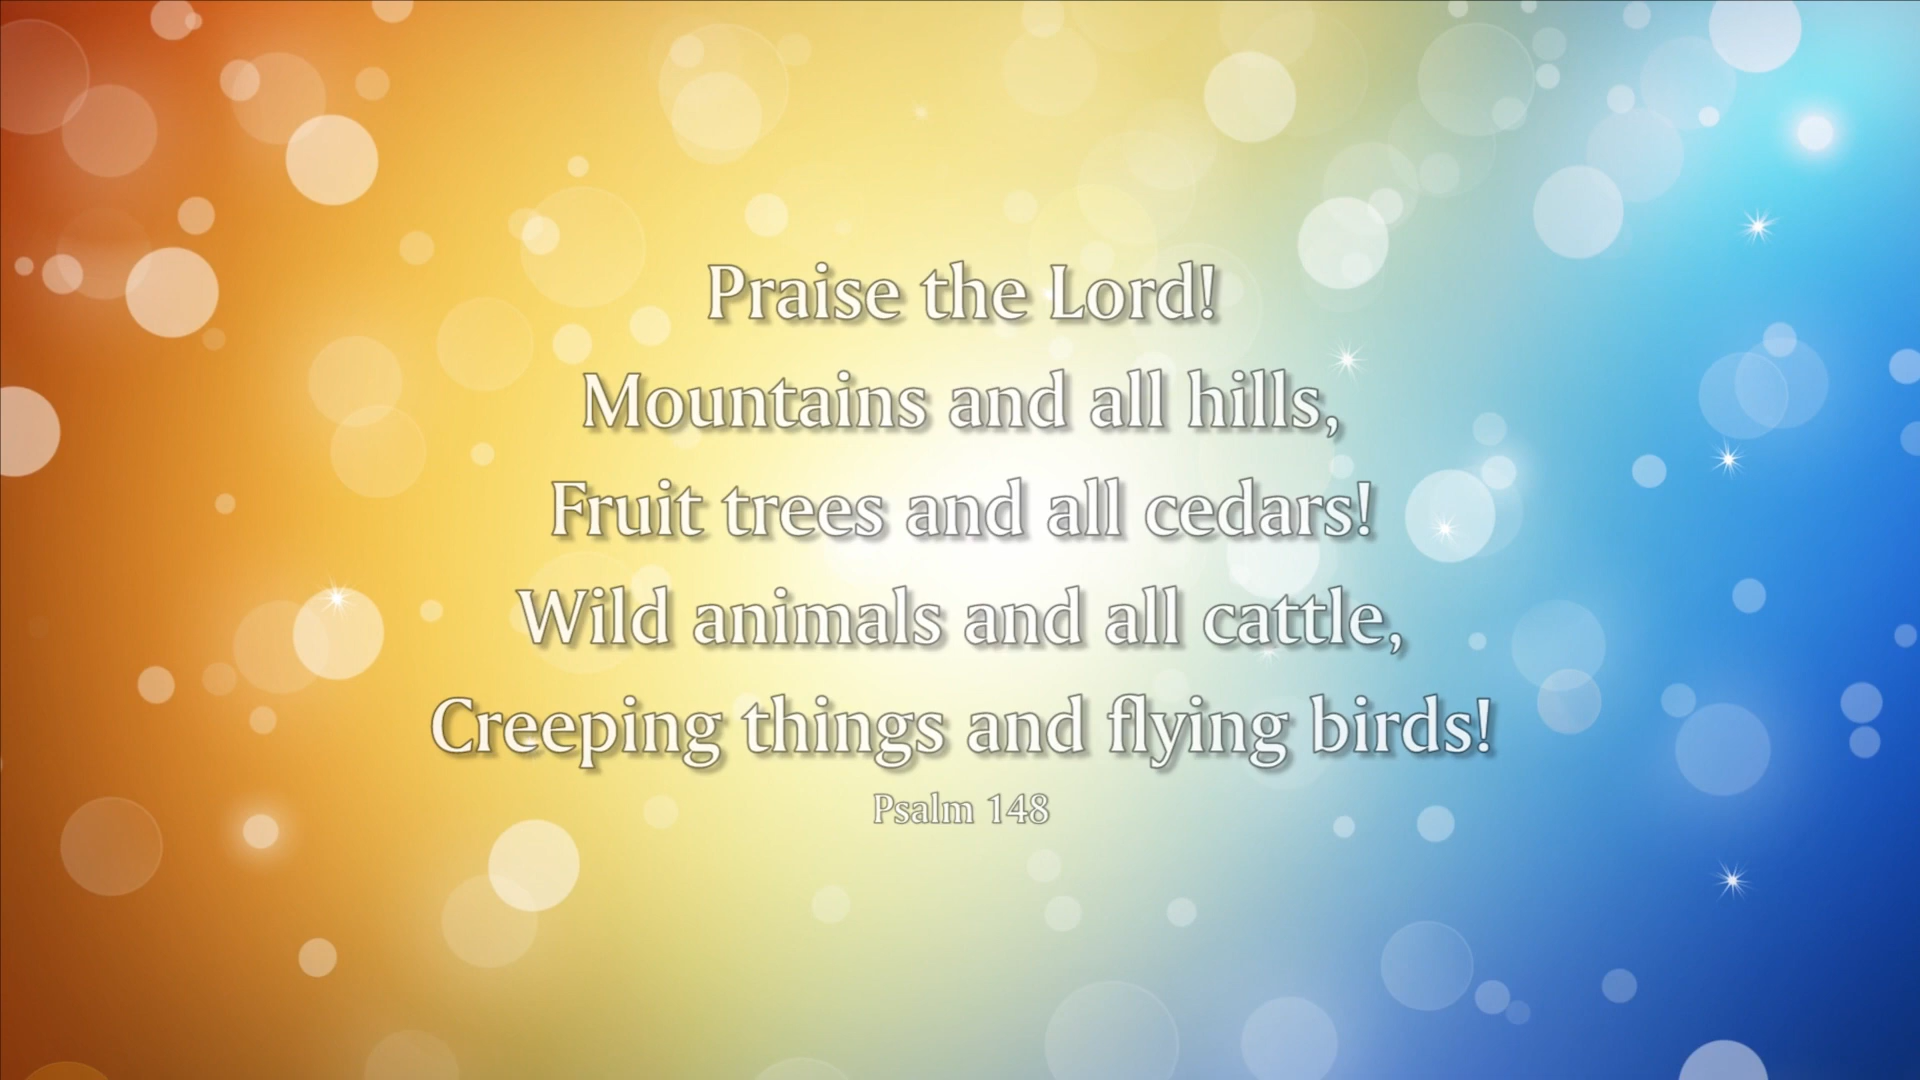 Praise the Lord!
Mountains and all hills,
Fruit trees and all cedars!
Wild animals and all cattle,
Creeping things and flying birds!
Psalm 148